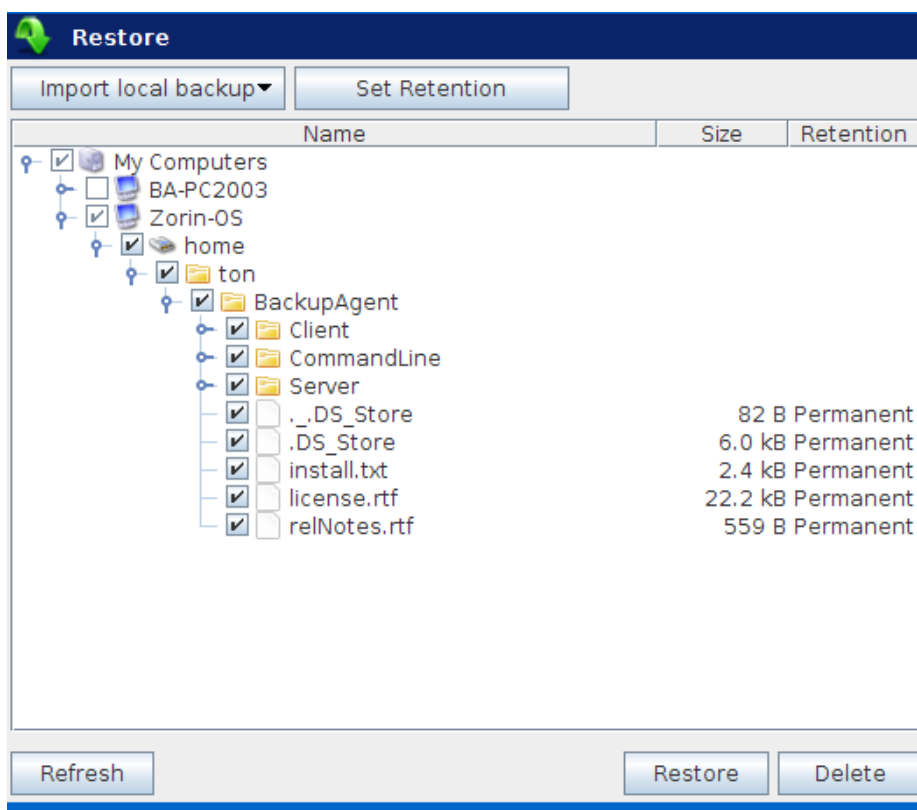 Restore
Import local backup Set Retention
Name Size Retention
My Computers
BA-PC2003
Zorin-OS
home
ton
BackupAgent
Client
CommandLine
Server
._.DS_Store 82 B Permanent
.DS_Store 6.0 kB Permanent
install.txt 2.4 kB Permanent
license.rtf 22.2 kB Permanent
relNotes.rtf 559 B Permanent
Refresh Restore Delete